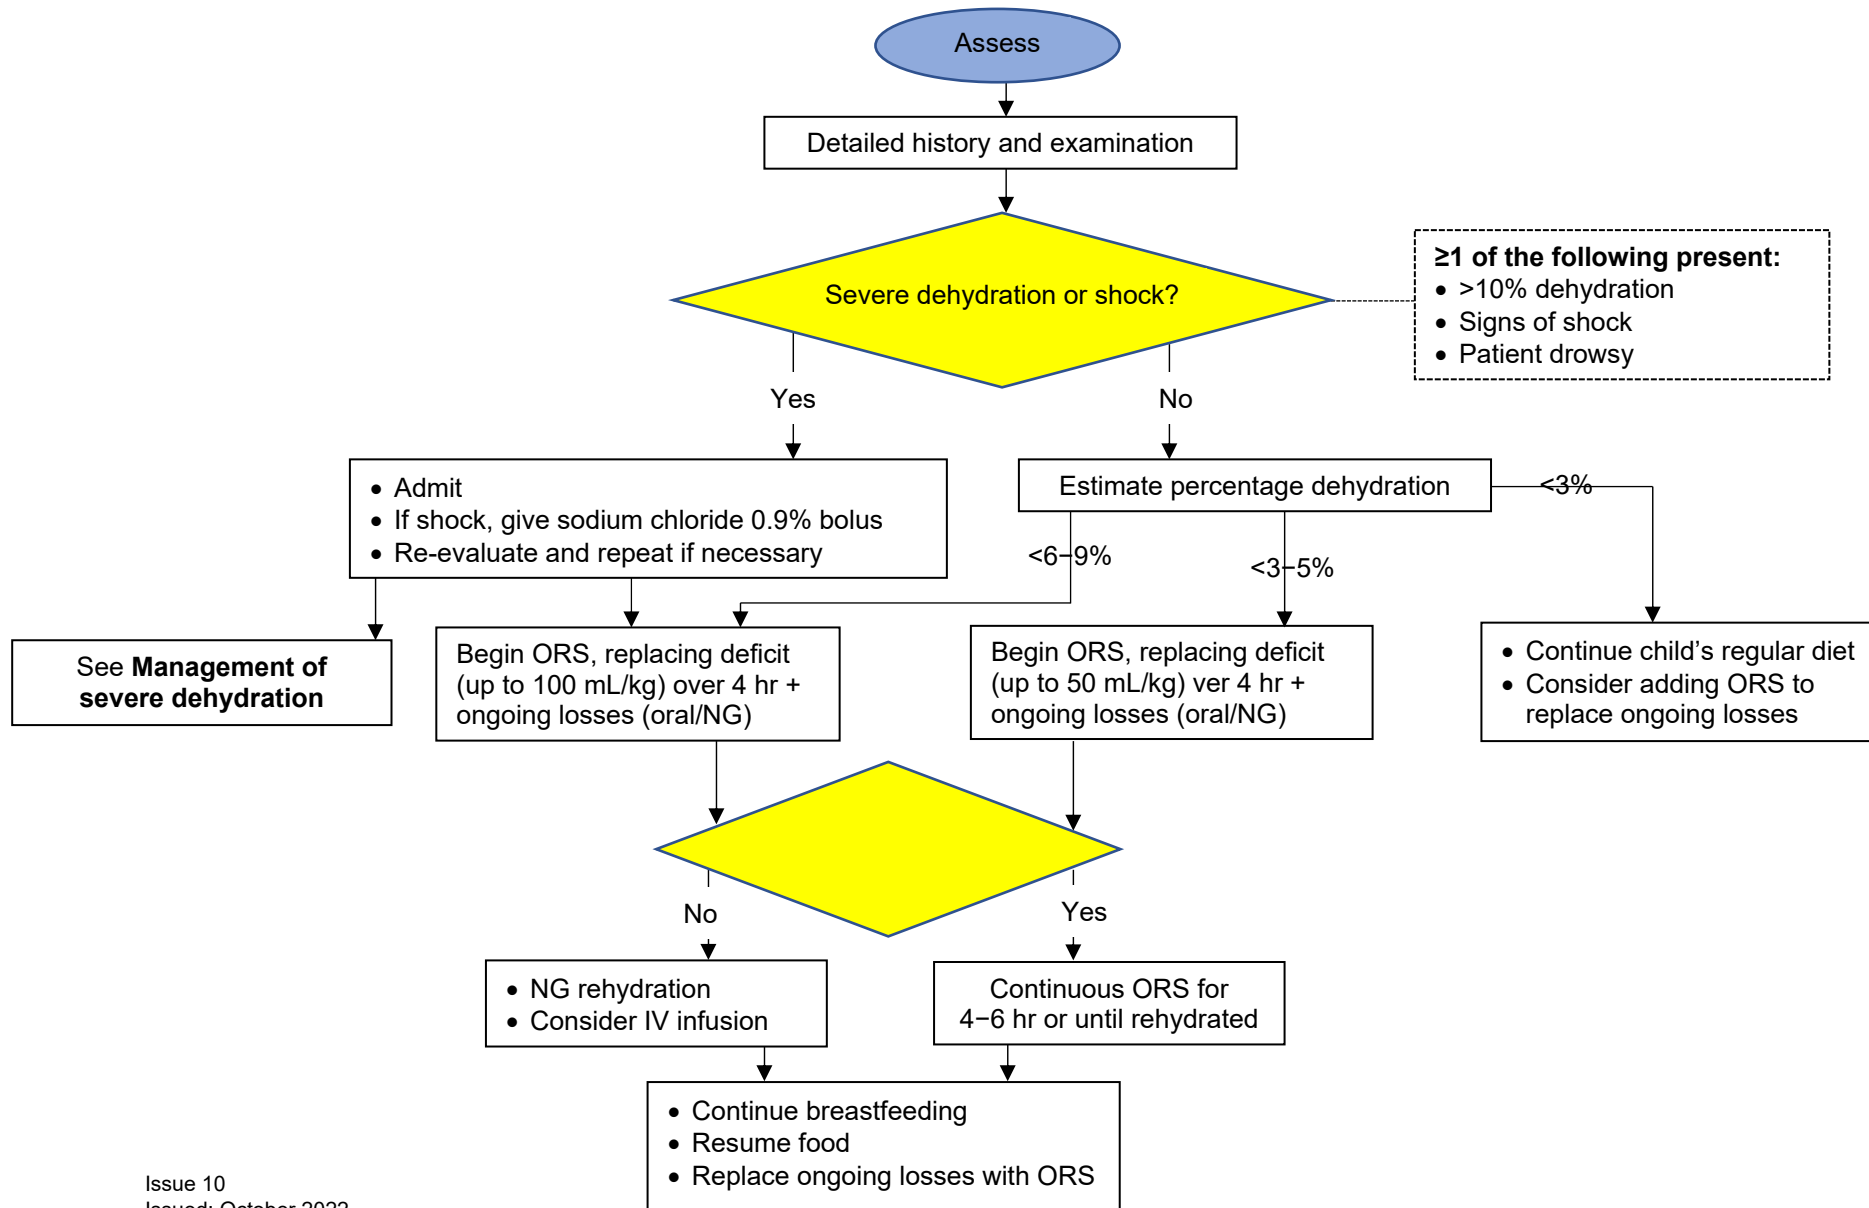 Assess
Detailed history and examination
Severe dehydration or shock?
≥1 of the following present:
• >10% dehydration
• Signs of shock
• Patient drowsy
Yes
No
• Admit
• If shock, give sodium chloride 0.9% bolus
• Re-evaluate and repeat if necessary
Estimate percentage dehydration
<3%
<6−9%
<3−5%
See Management of
severe dehydration
Begin ORS, replacing deficit
(up to 100 mL/kg) over 4 hr +
ongoing losses (oral/NG)
Begin ORS, replacing deficit
(up to 50 mL/kg) ver 4 hr +
ongoing losses (oral/NG)
• Continue child’s regular diet
• Consider adding ORS to
replace ongoing losses
No
Yes
• NG rehydration
• Consider IV infusion
Continuous ORS for
4−6 hr or until rehydrated
• Continue breastfeeding
• Resume food
• Replace ongoing losses with ORS
Issue 10
Issued: October 2022